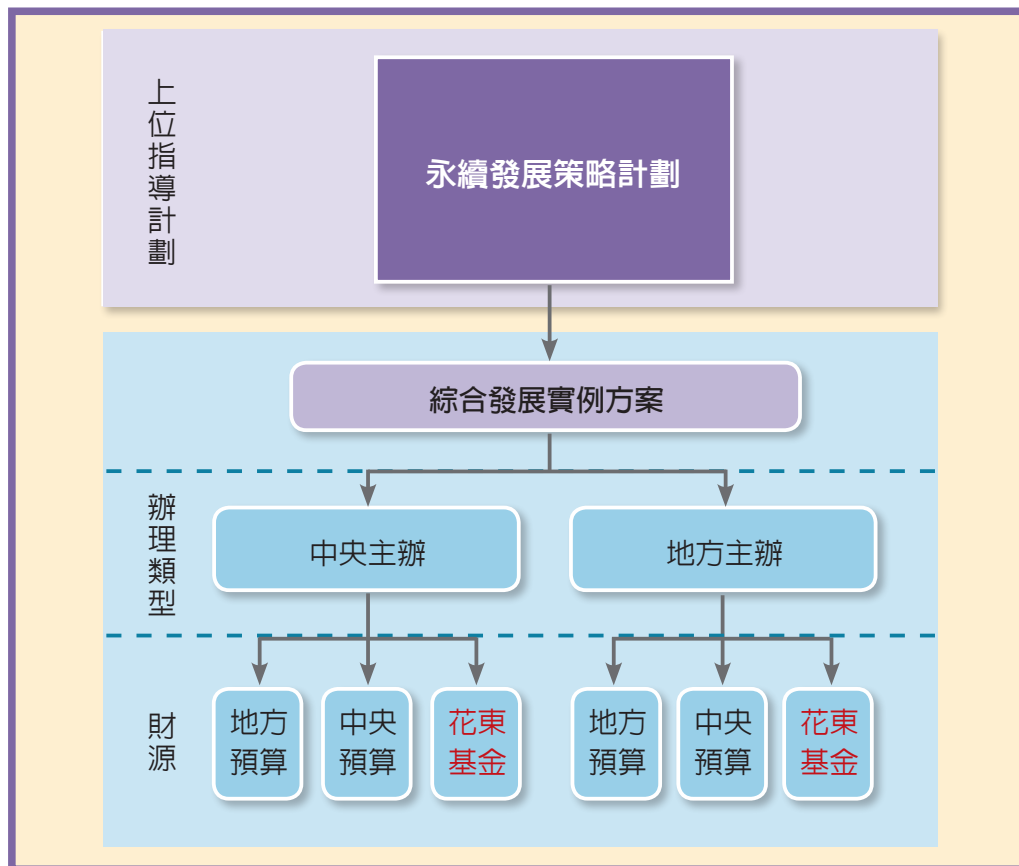 上位指導計劃
永續發展策略計劃
綜合發展實例方案
辦理類型
中央主辦
地方主辦
財源
地方
預算
中央
預算
花東
基金
地方
預算
中央
預算
花東
基金